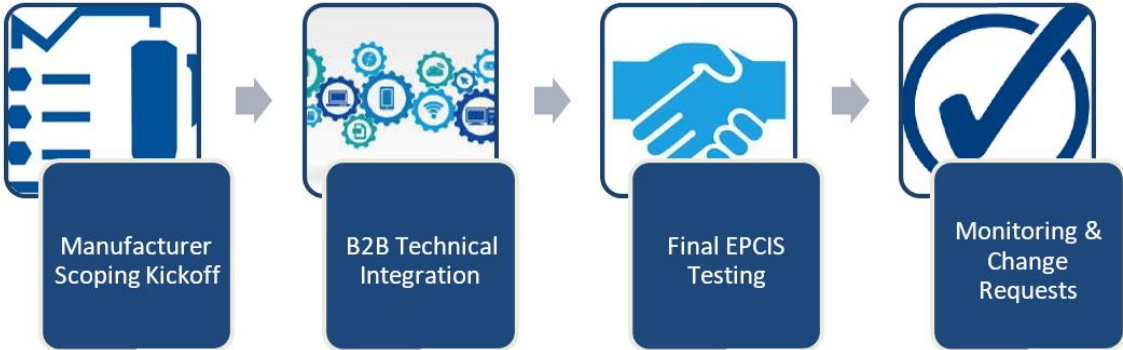 Manufacturer
Scoping Kickoff
B2B Technical
Integration
Final EPCIS
Testing
Monitoring &
Change
Requests